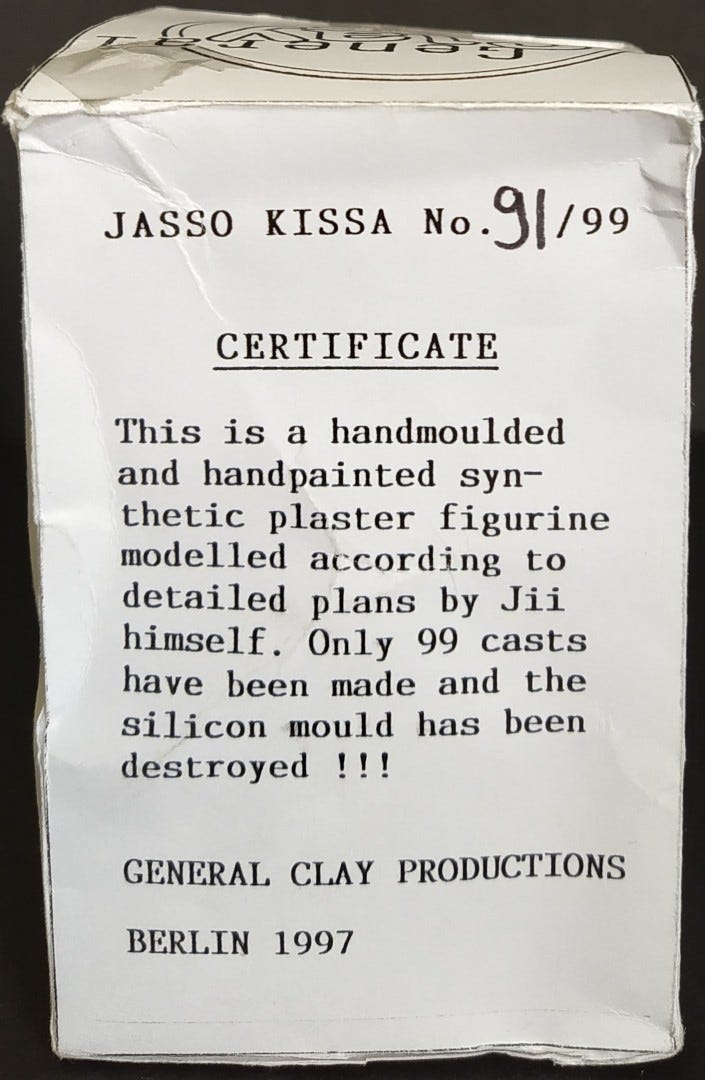 General
JASSO KISSA No.91/99
CERTIFICATE
This is a handmoulded
and handpainted syn-
thetic plaster figurine
modelled according to
detailed plans by Jii
himself. Only 99 casts
have been made and the
silicon mould has been
destroyed !!!
GENERAL CLAY PRODUCTIONS
BERLIN 1997